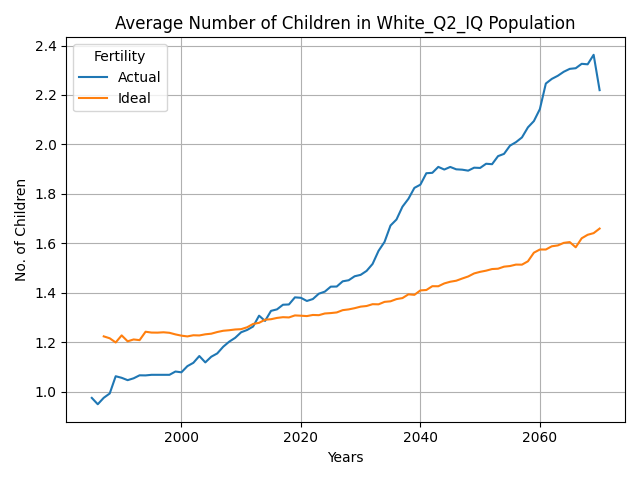 Average Number of Children in White_Q2_IQ Population
Fertility
Actual
Ideal
2.4
2.2
2.0
1.8
1.6
1.4
1.2
1.0
No. of Children
2000
2020
2040
2060
Years